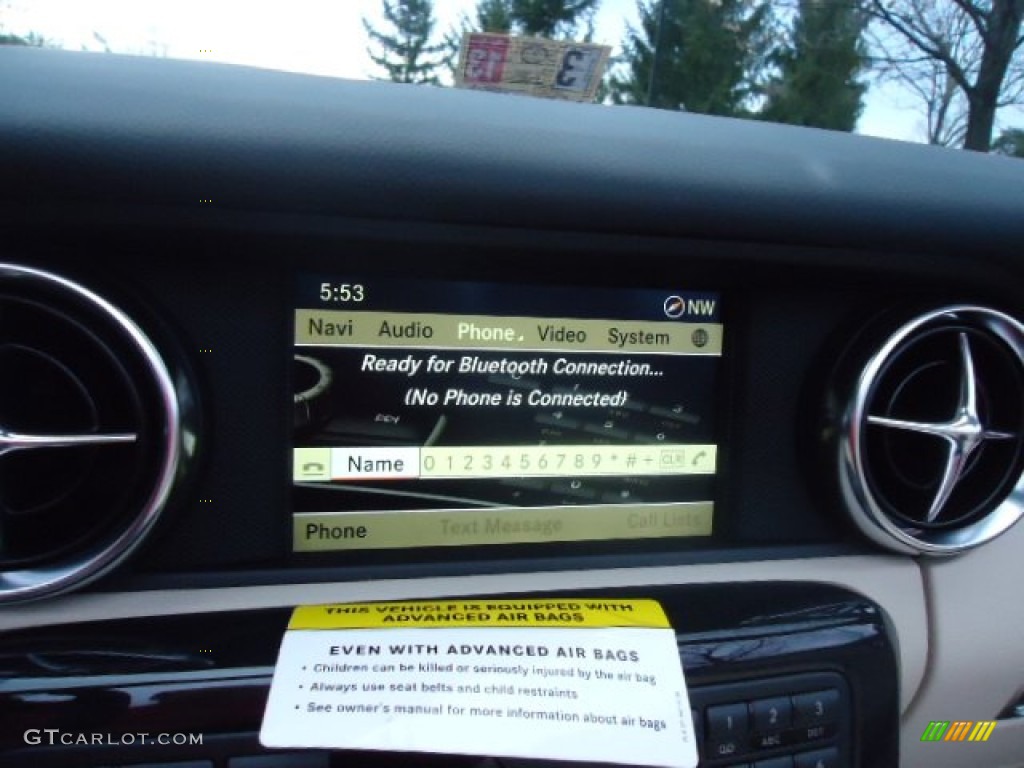 3
5:53
NW
Navi Audio Phone Video System
Ready for Bluetooth Connection...
(No Phone is Connected)
Name 0 1 2 3 4 5 6 7 8 9 * # + CLR
Phone Text Message Call Lists
THIS VEHICLE IS EQUIPPED WITH
ADVANCED AIR BAGS
EVEN WITH ADVANCED AIR BAGS
• Children can be killed or seriously injured by the air bag
• Always use seat belts and child restraints
• See owner's manual for more information about air bags
1 2 3
ABC DEF
GTCARLOT.COM